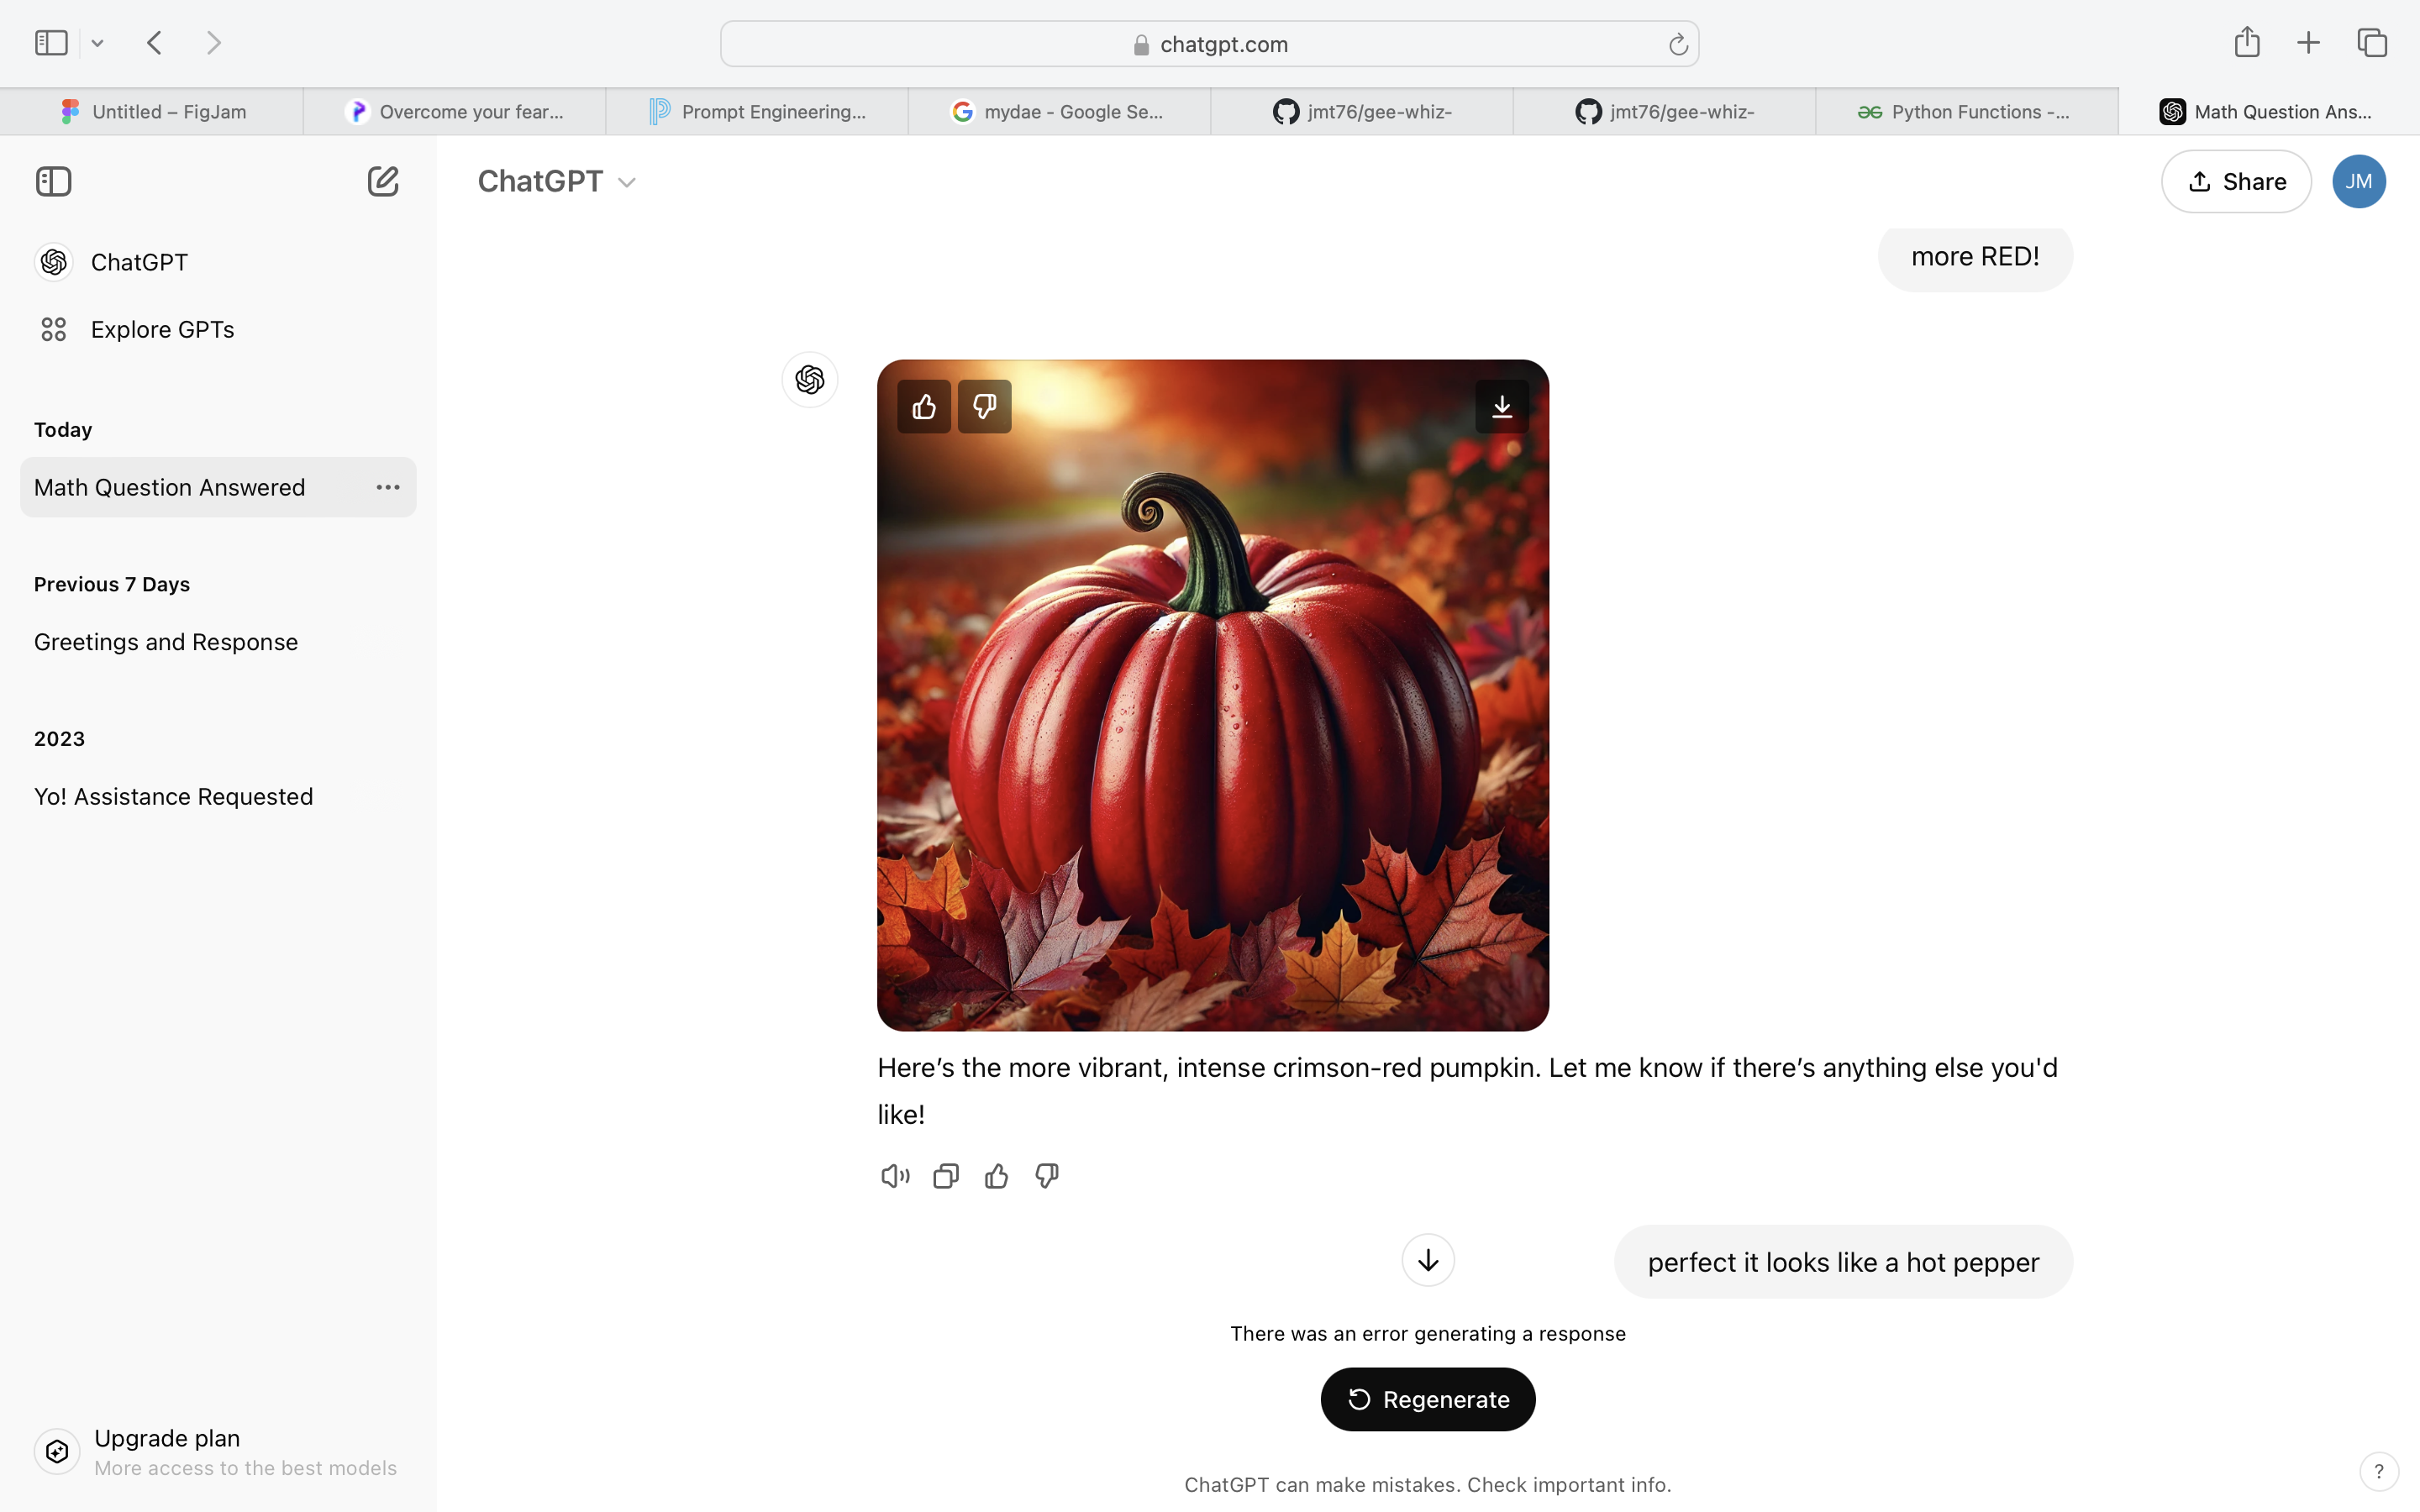 chatgpt.com
Untitled – FigJam
Overcome your fear...
Prompt Engineering...
mydae - Google Se...
jmt76/gee-whiz-
jmt76/gee-whiz-
Python Functions -...
Math Question Ans...
ChatGPT
Share
JM
ChatGPT
Explore GPTs
Today
Math Question Answered
Previous 7 Days
Greetings and Response
2023
Yo! Assistance Requested
Upgrade plan
More access to the best models
more RED!
Here’s the more vibrant, intense crimson-red pumpkin. Let me know if there’s anything else you'd
like!
perfect it looks like a hot pepper
There was an error generating a response
Regenerate
ChatGPT can make mistakes. Check important info.
?